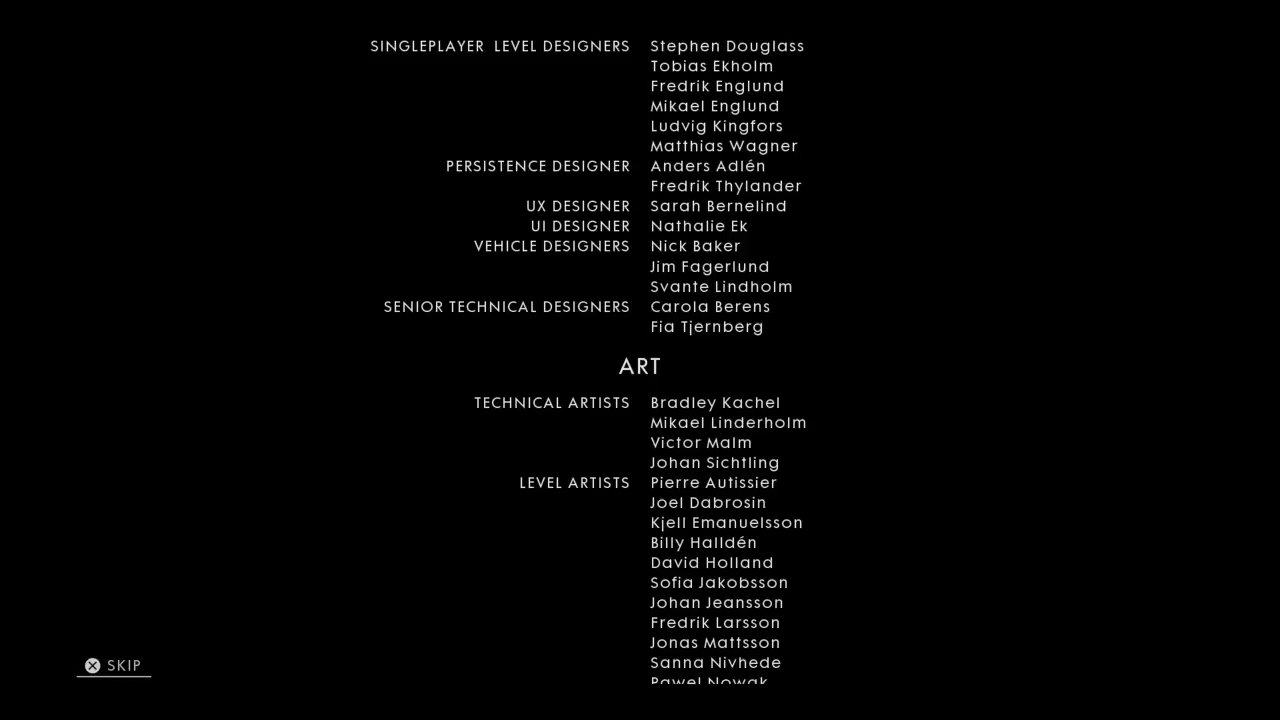 SINGLEPLAYER LEVEL DESIGNERS Stephen Douglass
Tobias Ekholm
Fredrik Englund
Mikael Englund
Ludvig Kingfors
Matthias Wagner
PERSISTENCE DESIGNER Anders Adlén
Fredrik Thylander
UX DESIGNER Sarah Bernelind
UI DESIGNER Nathalie Ek
VEHICLE DESIGNERS Nick Baker
Jim Fagerlund
Svante Lindholm
SENIOR TECHNICAL DESIGNERS Carola Berens
Fia Tjernberg
ART
TECHNICAL ARTISTS Bradley Kachel
Mikael Linderholm
Victor Malm
Johan Sichtling
LEVEL ARTISTS Pierre Autissier
Joel Dabrosin
Kjell Emanuelsson
Billy Halldén
David Holland
Sofia Jakobsson
Johan Jeansson
Fredrik Larsson
Jonas Mattsson
Sanna Nivhede
Pawel Nowak
SKIP